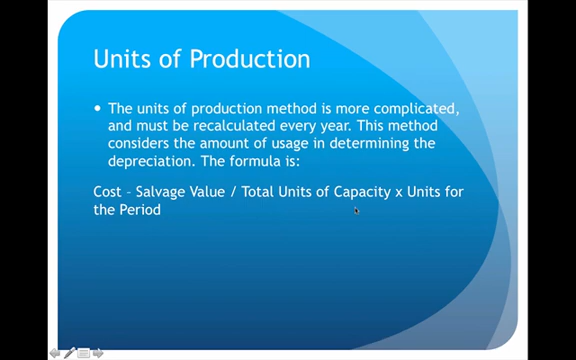 Units of Production
• The units of production method is more complicated,
and must be recalculated every year. This method
considers the amount of usage in determining the
depreciation. The formula is:
Cost – Salvage Value / Total Units of Capacity x Units for
the Period